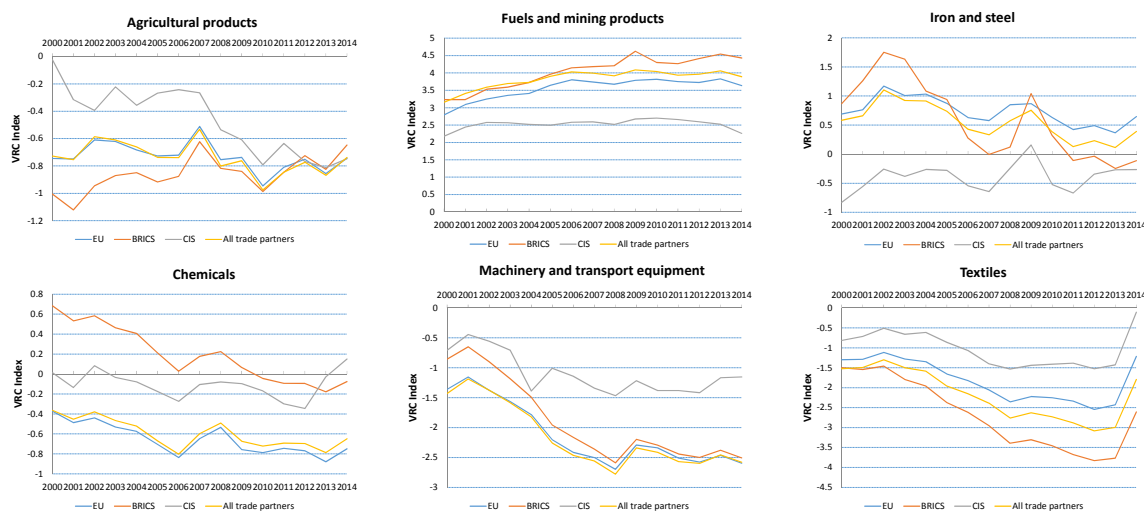 Agricultural products
2000 2001 2002 2003 2004 2005 2006 2007 2008 2009 2010 2011 2012 2013 2014
0
-0.2
-0.4
-0.6
-0.8
-1
-1.2
VRC Index
EU BRICS CIS All trade partners
Fuels and mining products
5
4.5
4
3.5
3
2.5
2
1.5
1
0.5
0
VRC Index
2000 2001 2002 2003 2004 2005 2006 2007 2008 2009 2010 2011 2012 2013 2014
EU BRICS CIS All trade partners
Iron and steel
2
1.5
1
0.5
0
-0.5
-1
VRC Index
2000 2001 2002 2003 2004 2005 2006 2007 2008 2009 2010 2011 2012 2013 2014
EU BRICS CIS All trade partners
Chemicals
0.8
0.6
0.4
0.2
0
-0.2
-0.4
-0.6
-0.8
-1
VRC Index
2000 2001 2002 2003 2004 2005 2006 2007 2008 2009 2010 2011 2012 2013 2014
EU BRICS CIS All trade partners
Machinery and transport equipment
2000 2001 2002 2003 2004 2005 2006 2007 2008 2009 2010 2011 2012 2013 2014
0
-0.5
-1
-1.5
-2
-2.5
-3
VRC Index
EU BRICS CIS All trade partners
Textiles
2000 2001 2002 2003 2004 2005 2006 2007 2008 2009 2010 2011 2012 2013 2014
0
-0.5
-1
-1.5
-2
-2.5
-3
-3.5
-4
-4.5
VRC Index
EU BRICS CIS All trade partners